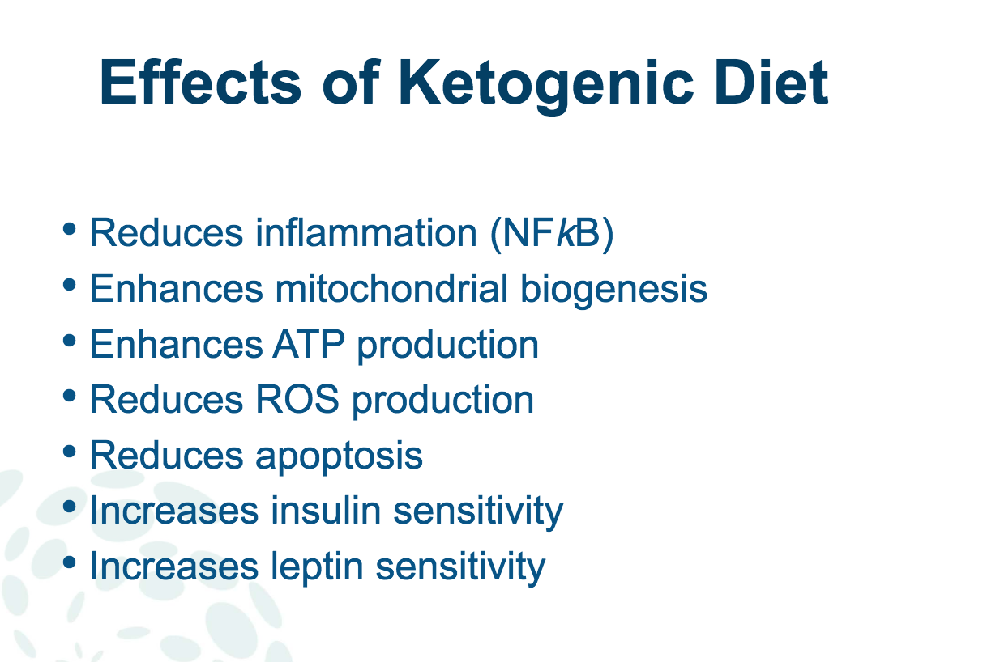 Effects of Ketogenic Diet
• Reduces inflammation (NFkB)
• Enhances mitochondrial biogenesis
• Enhances ATP production
• Reduces ROS production
• Reduces apoptosis
• Increases insulin sensitivity
• Increases leptin sensitivity